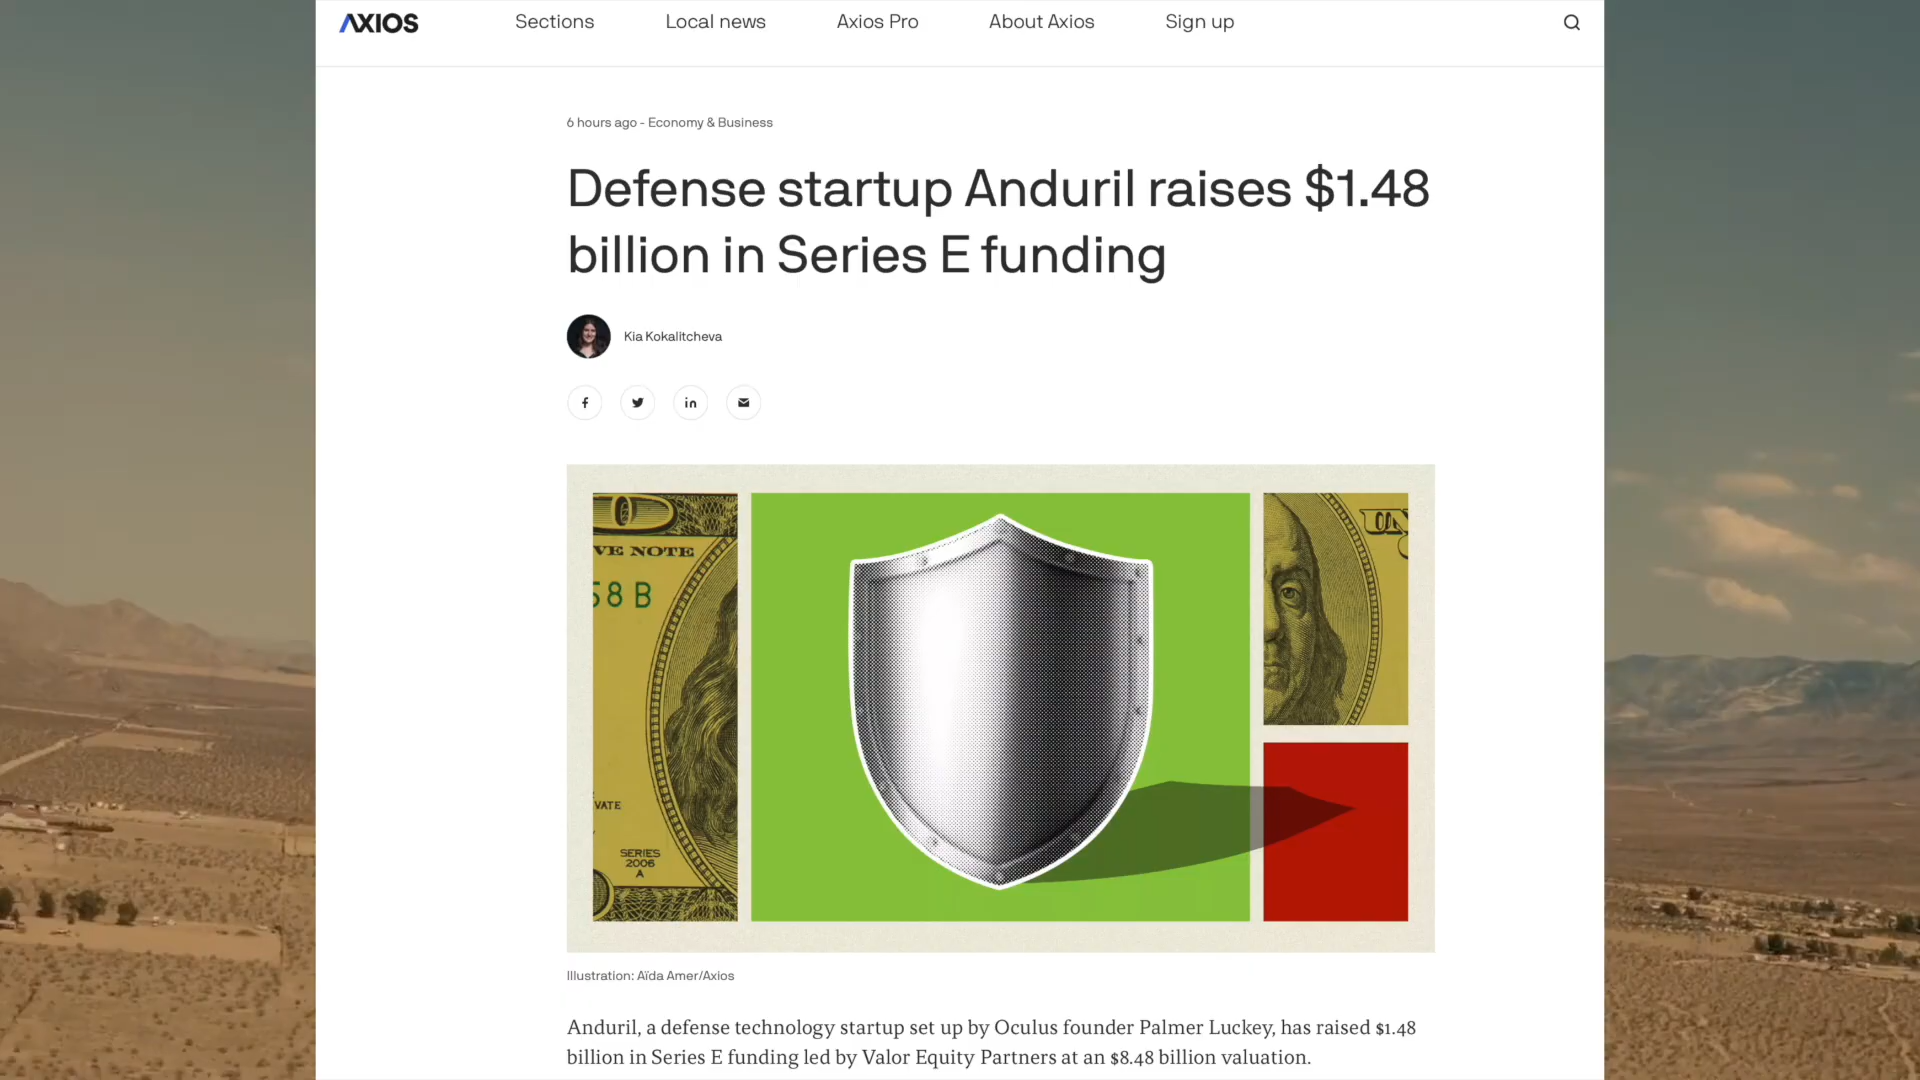 AXIOS
Sections
Local news
Axios Pro
About Axios
Sign up
6 hours ago - Economy & Business
Defense startup Anduril raises $1.48
billion in Series E funding
Kia Kokalitcheva
f
in
VE NOTE
58 B
VATE
SERIES
2006
A
Illustration: Aïda Amer/Axios
Anduril, a defense technology startup set up by Oculus founder Palmer Luckey, has raised $1.48
billion in Series E funding led by Valor Equity Partners at an $8.48 billion valuation.